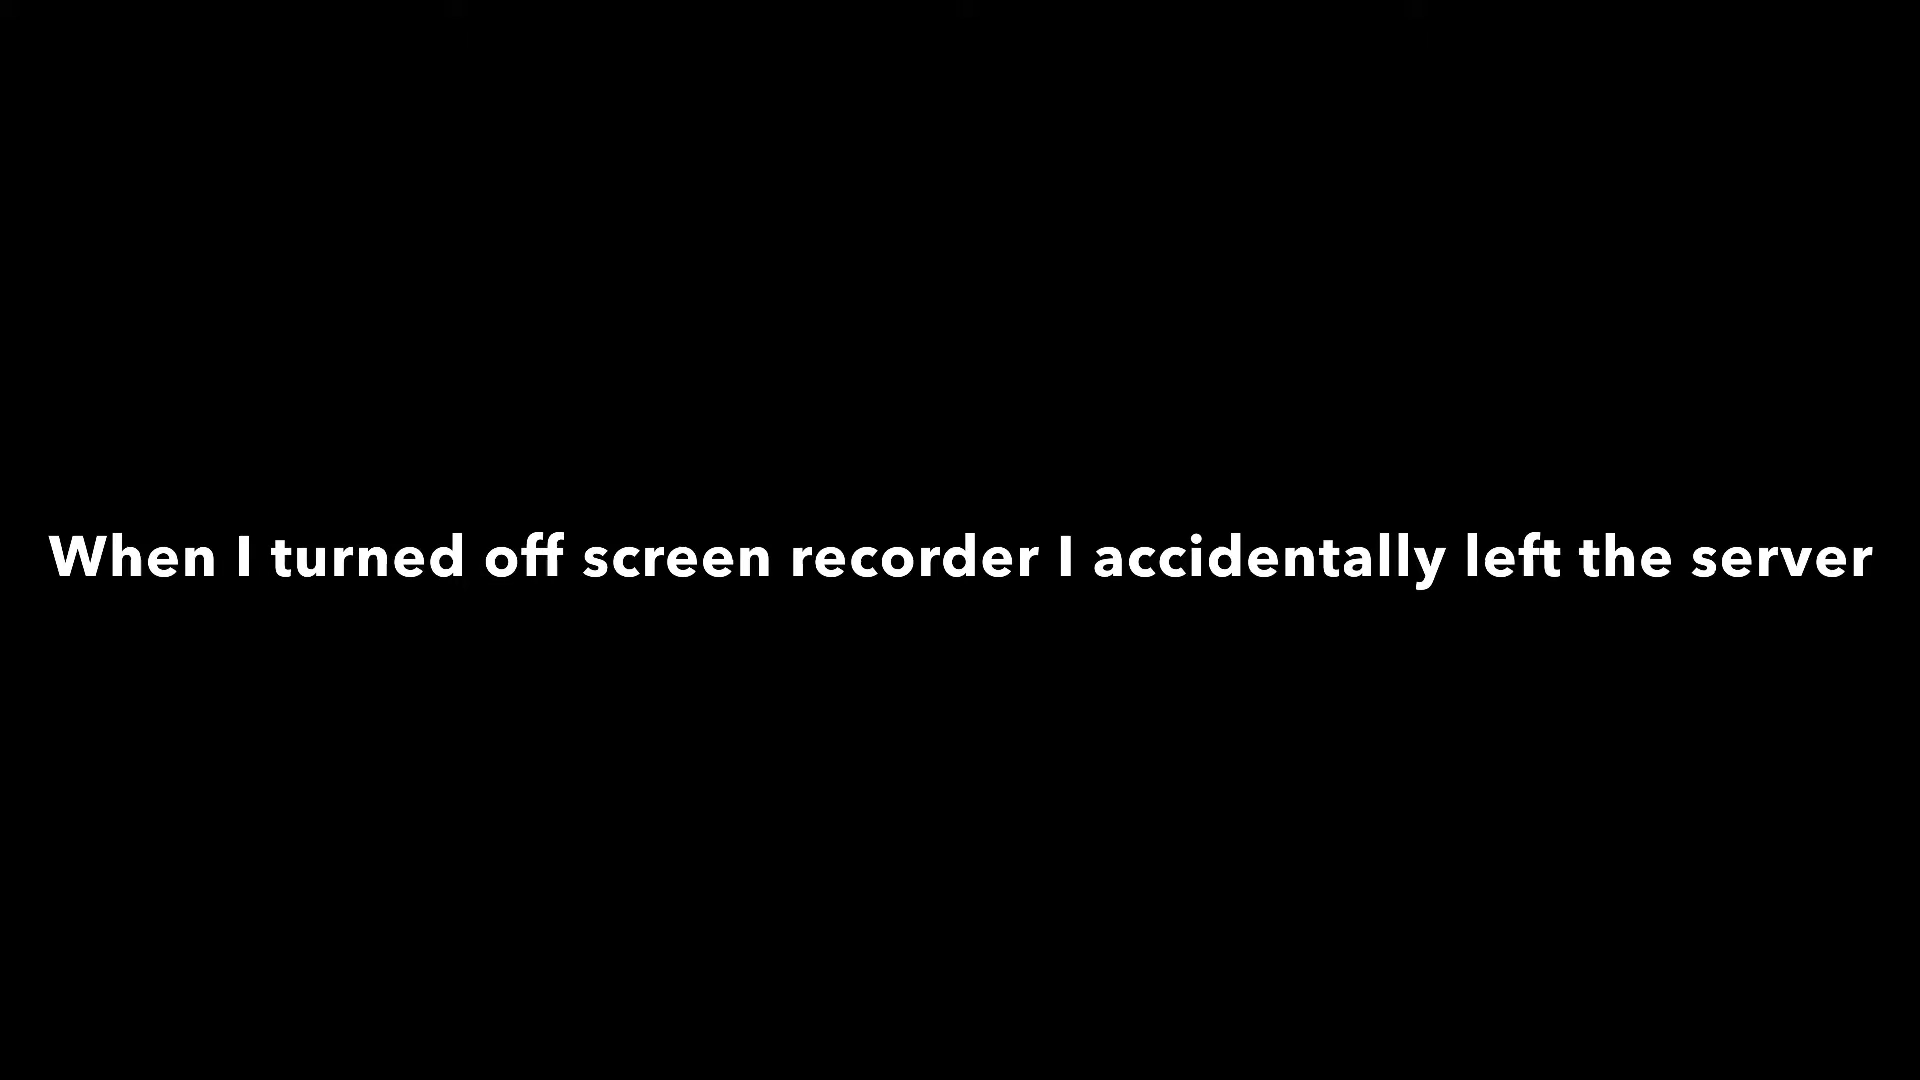 When I turned off screen recorder I accidentally left the server